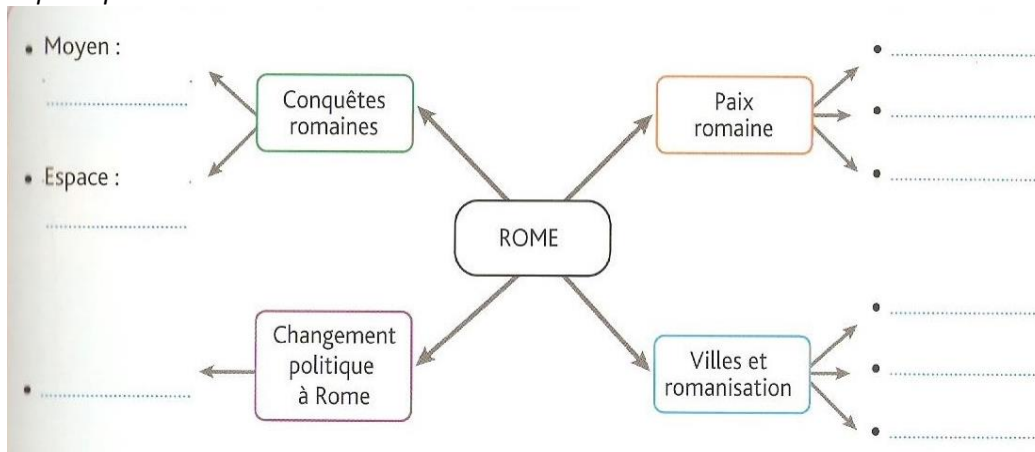 • Moyen :
Conquêtes
romaines
Paix
romaine
• Espace :
ROME
Changement
politique
à Rome
Villes et
romanisation